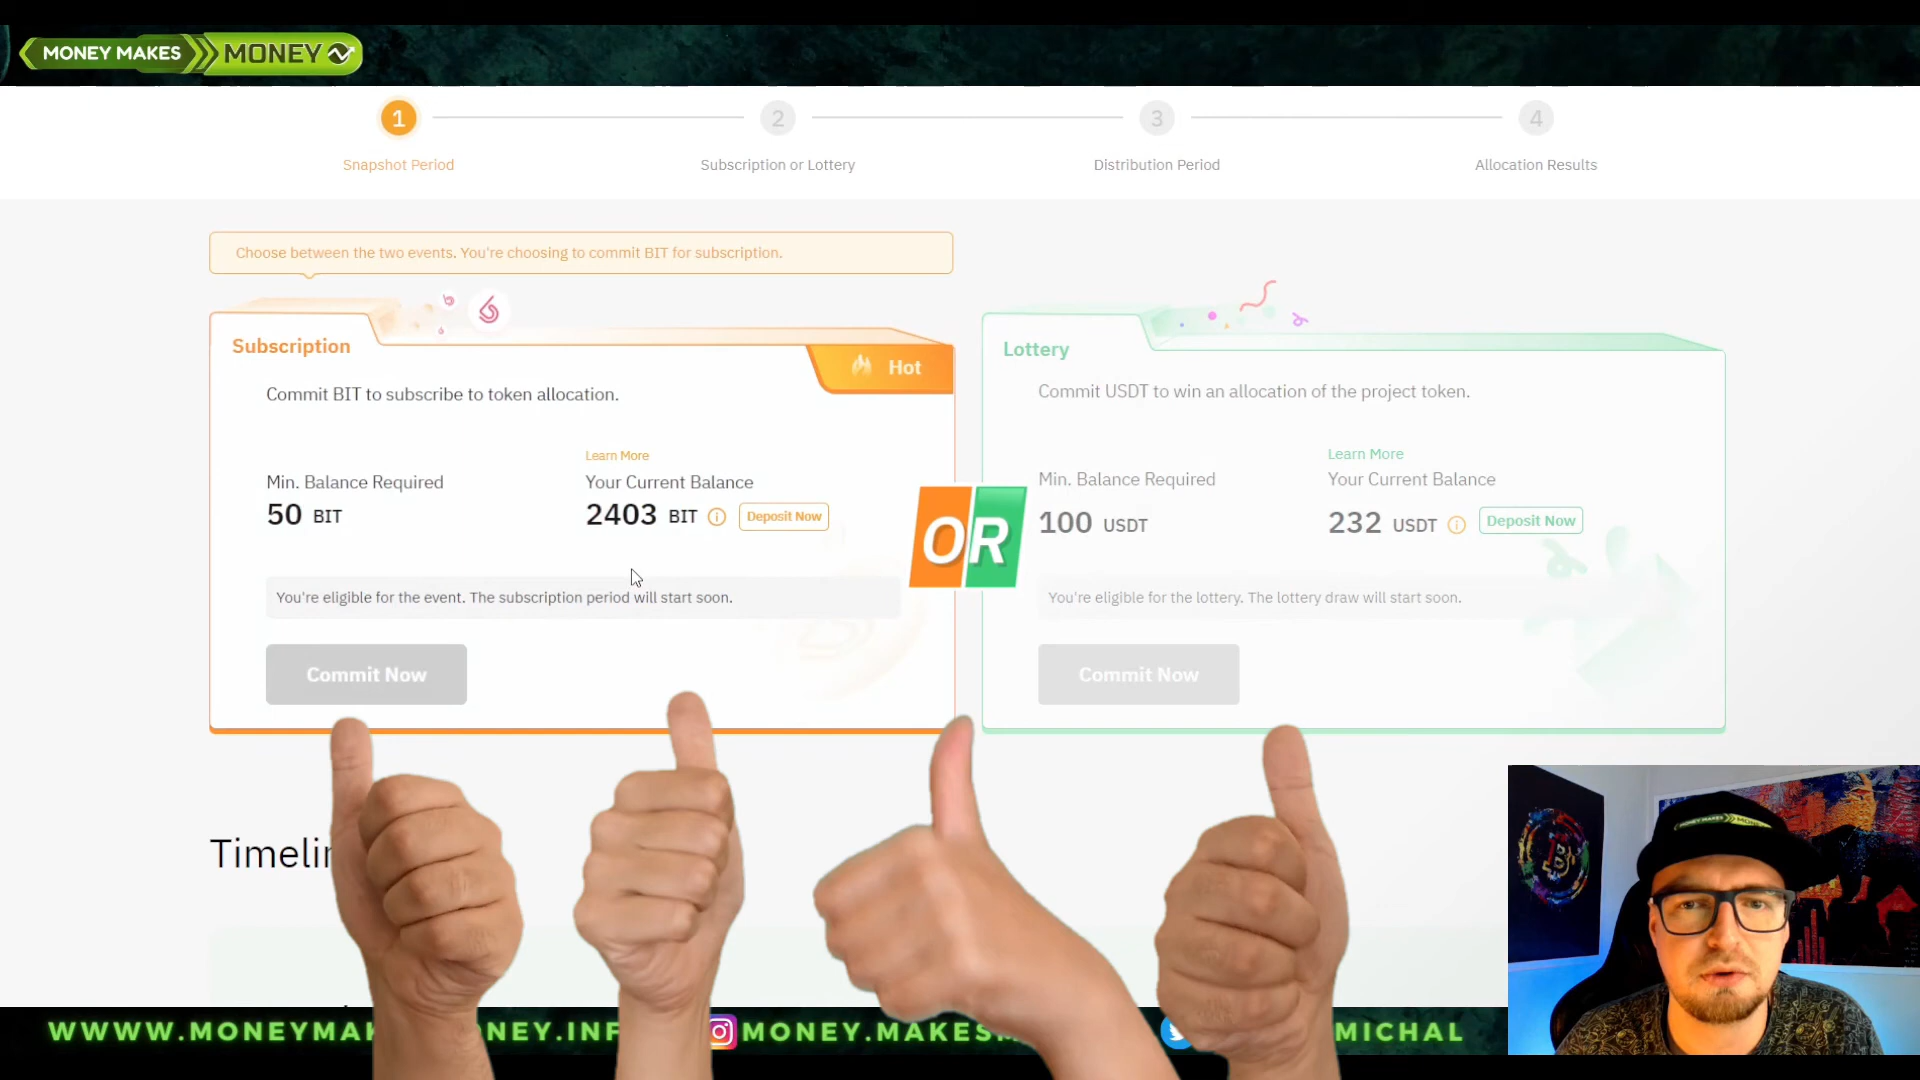 MONEY MAKES MONEY
1
2
3
4
Snapshot Period
Subscription or Lottery
Distribution Period
Allocation Results
Choose between the two events. You're choosing to commit BIT for subscription.
Subscription
Hot
Commit BIT to subscribe to token allocation.
Learn More
Min. Balance Required
Your Current Balance
50 BIT
2403 BIT
Deposit Now
You're eligible for the event. The subscription period will start soon.
Commit Now
OR
Lottery
Commit USDT to win an allocation of the project token.
Learn More
Min. Balance Required
Your Current Balance
100 USDT
232 USDT
Deposit Now
You're eligible for the lottery. The lottery draw will start soon.
Commit Now
MICHAL